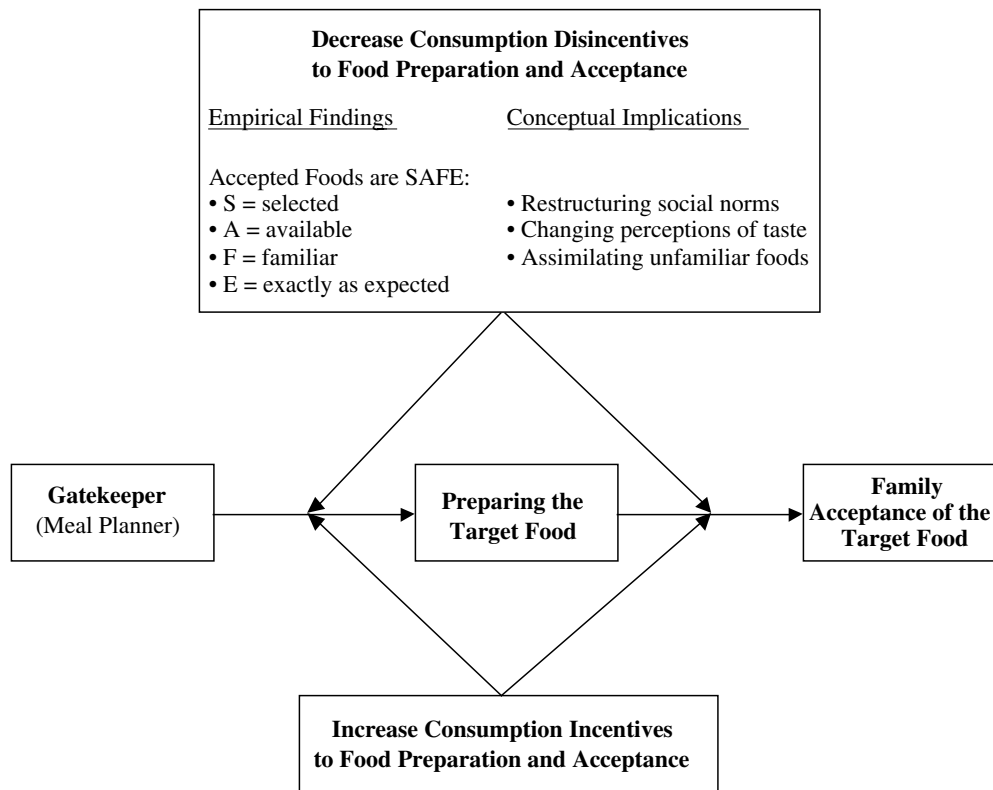 Decrease Consumption Disincentives
to Food Preparation and Acceptance
Empirical Findings
Conceptual Implications
Accepted Foods are SAFE:
• S = selected
• A = available
• F = familiar
• E = exactly as expected
• Restructuring social norms
• Changing perceptions of taste
• Assimilating unfamiliar foods
Gatekeeper
(Meal Planner)
Preparing the
Target Food
Family
Acceptance of the
Target Food
Increase Consumption Incentives
to Food Preparation and Acceptance